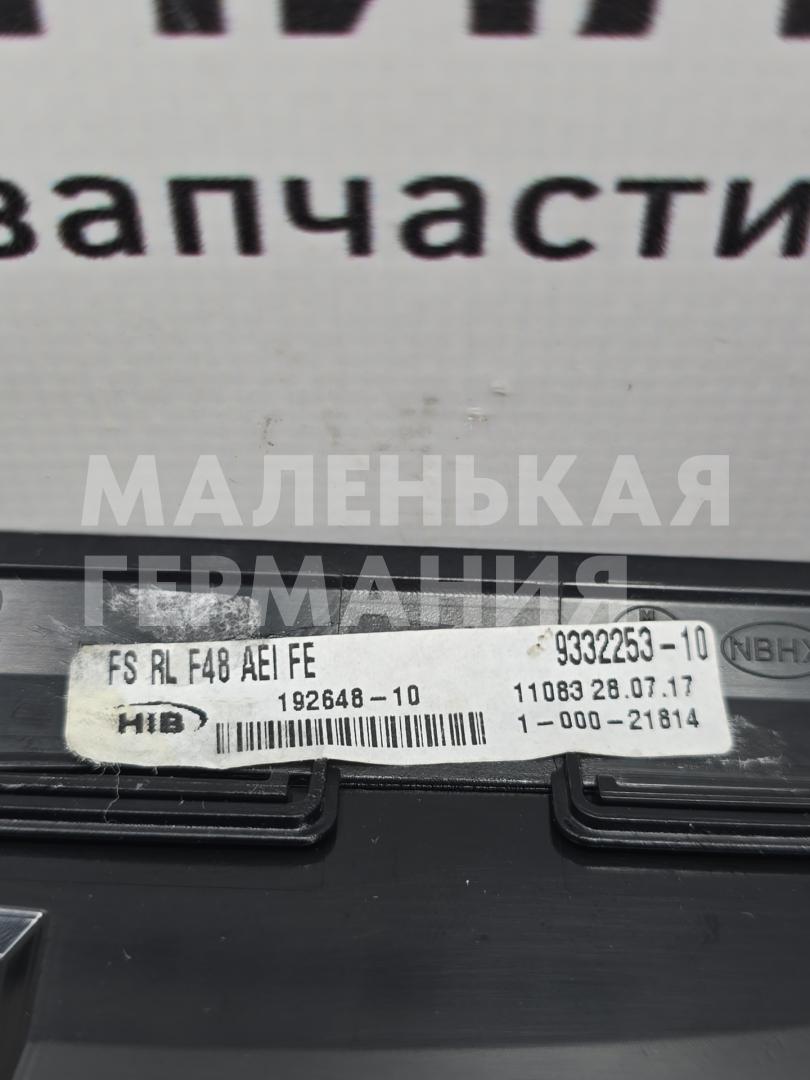 запчасти
МАЛЕНЬКАЯ
ГЕРМАНИЯ
FS RL F48 AEI FE
9332253-10
NBHX
HIB
192648-10
11083 28.07.17
1-000-21814